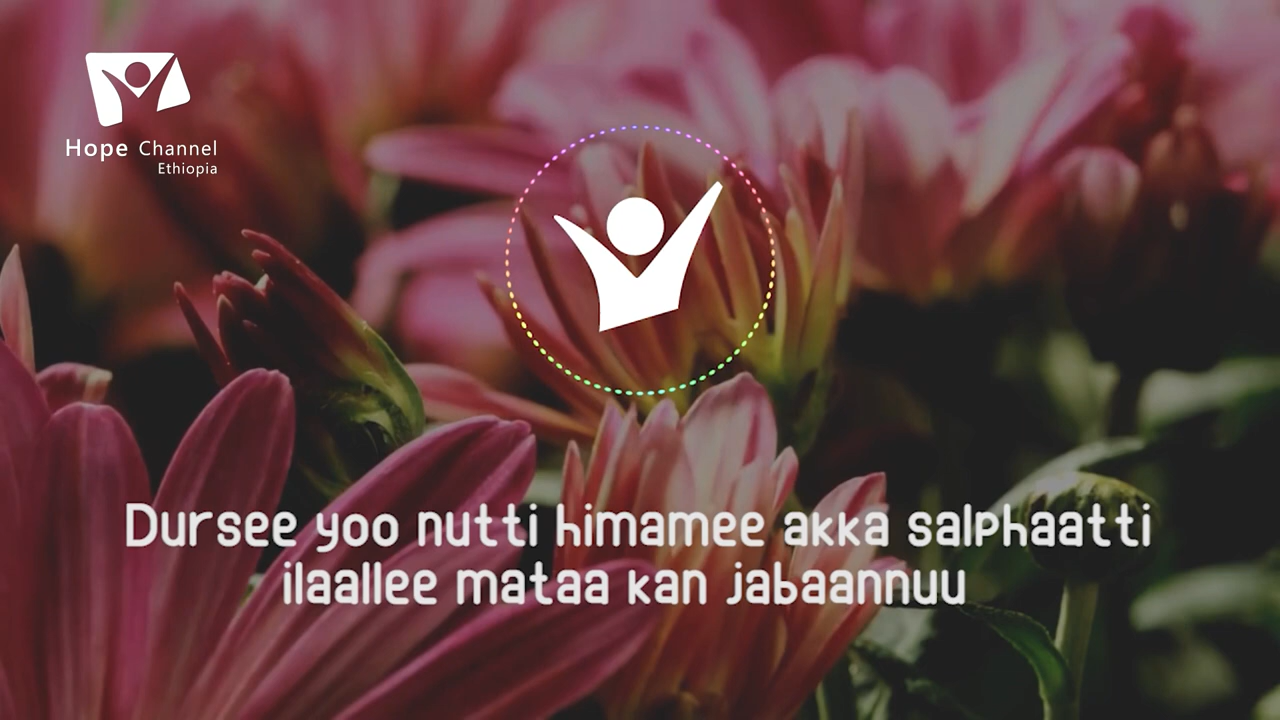 Hope Channel
Ethiopia
Dursee yoo nutti himamee akka salphaatti
ilaallee mataa kan jabaannuu